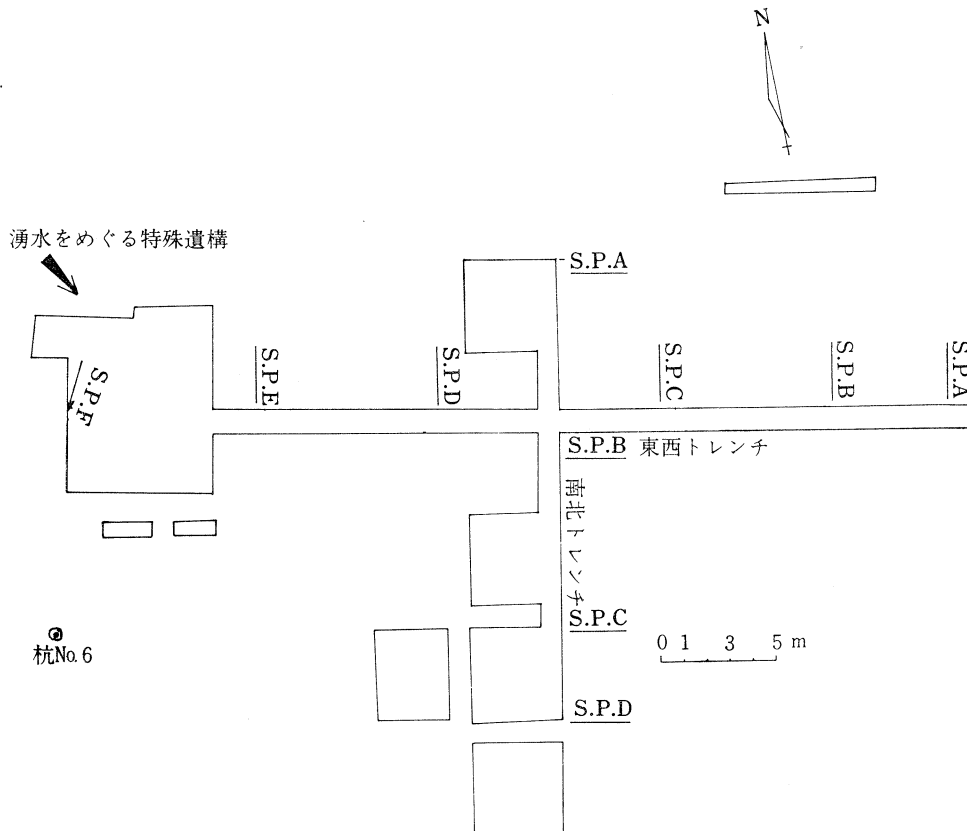 N
湧水をめぐる特殊遺構
S.P.A
S.P.F
S.P.E
S.P.D
S.P.C
S.P.B
S.P.A
S.P.B 東西トレンチ
南北トレンチ
S.P.C
杭No.6
0 1 3 5 m
S.P.D